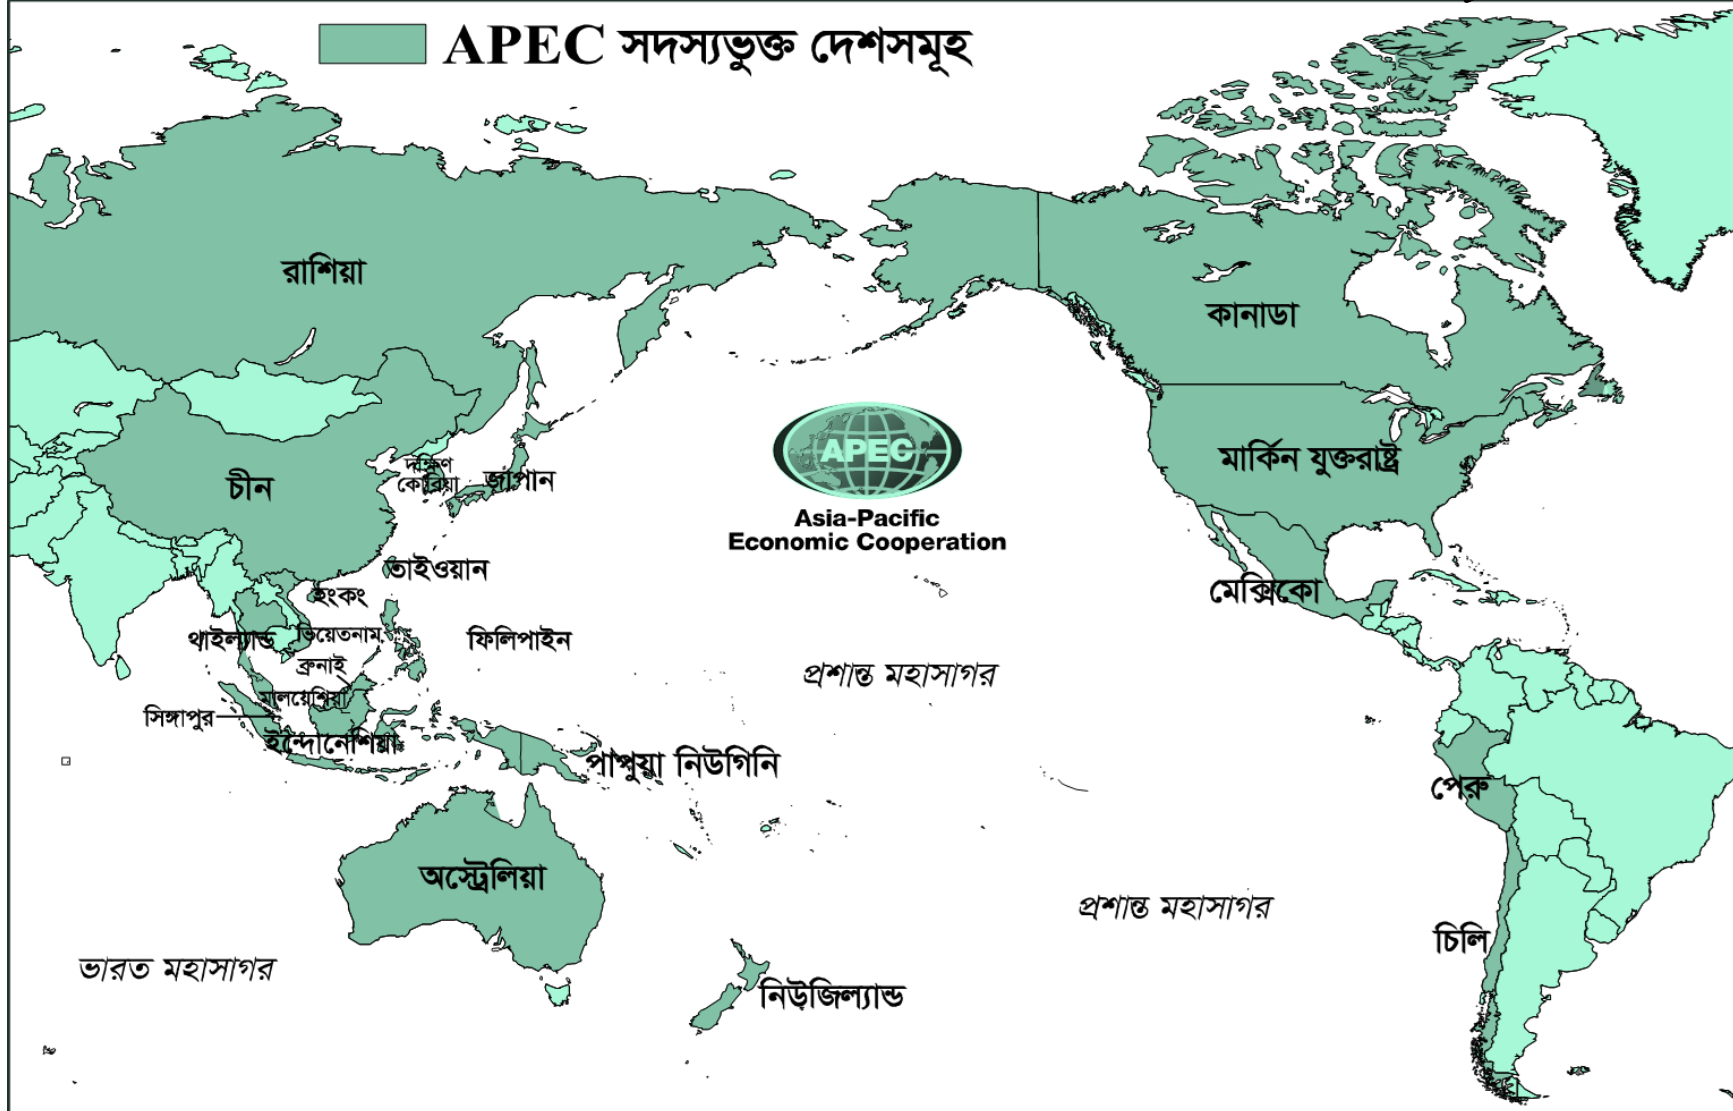 APEC সদস্যভুক্ত দেশসমূহ
রাশিয়া
কানাডা
চীন
দক্ষিণ
কোরিয়া
জাপান
APEC
Asia-Pacific
Economic Cooperation
মার্কিন যুক্তরাষ্ট্র
তাইওয়ান
হংকং
মেক্সিকো
থাইল্যান্ড
ভিয়েতনাম
ফিলিপাইন
ব্রুনাই
প্রশান্ত মহাসাগর
মালয়েশিয়া
সিঙ্গাপুর
ইন্দোনেশিয়া
পাপুয়া নিউগিনি
পেরু
অস্ট্রেলিয়া
প্রশান্ত মহাসাগর
চিলি
ভারত মহাসাগর
নিউজিল্যান্ড